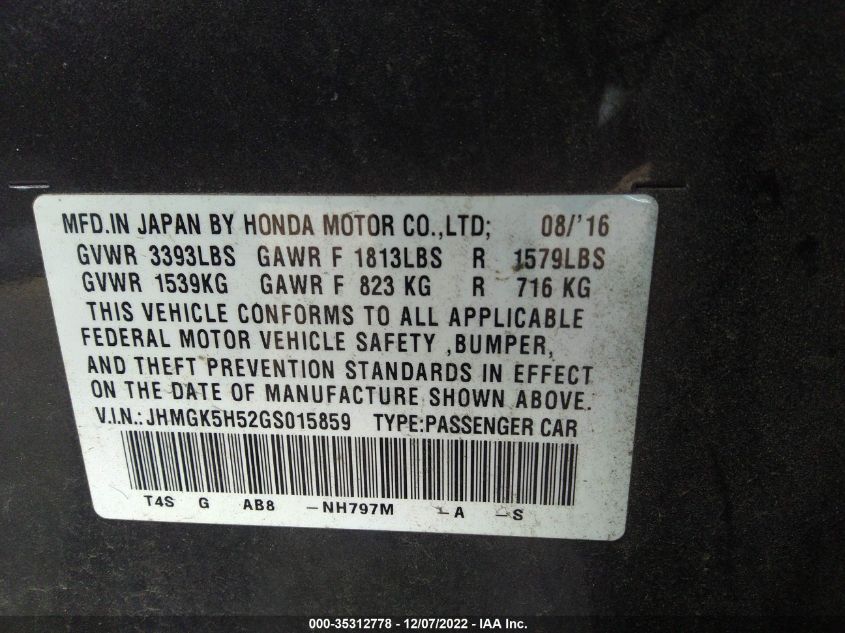 MFD.IN JAPAN BY HONDA MOTOR CO.,LTD; 08/'16
GVWR 3393LBS GAWR F 1813LBS R 1579LBS
GVWR 1539KG GAWR F 823 KG R 716 KG
THIS VEHICLE CONFORMS TO ALL APPLICABLE
FEDERAL MOTOR VEHICLE SAFETY ,BUMPER,
AND THEFT PREVENTION STANDARDS IN EFFECT
ON THE DATE OF MANUFACTURE SHOWN ABOVE.
V.I.N.:JHMGK5H52GS015859 TYPE:PASSENGER CAR
T4S G AB8 –NH797M –A –S
000-35312778 - 12/07/2022 - IAA Inc.